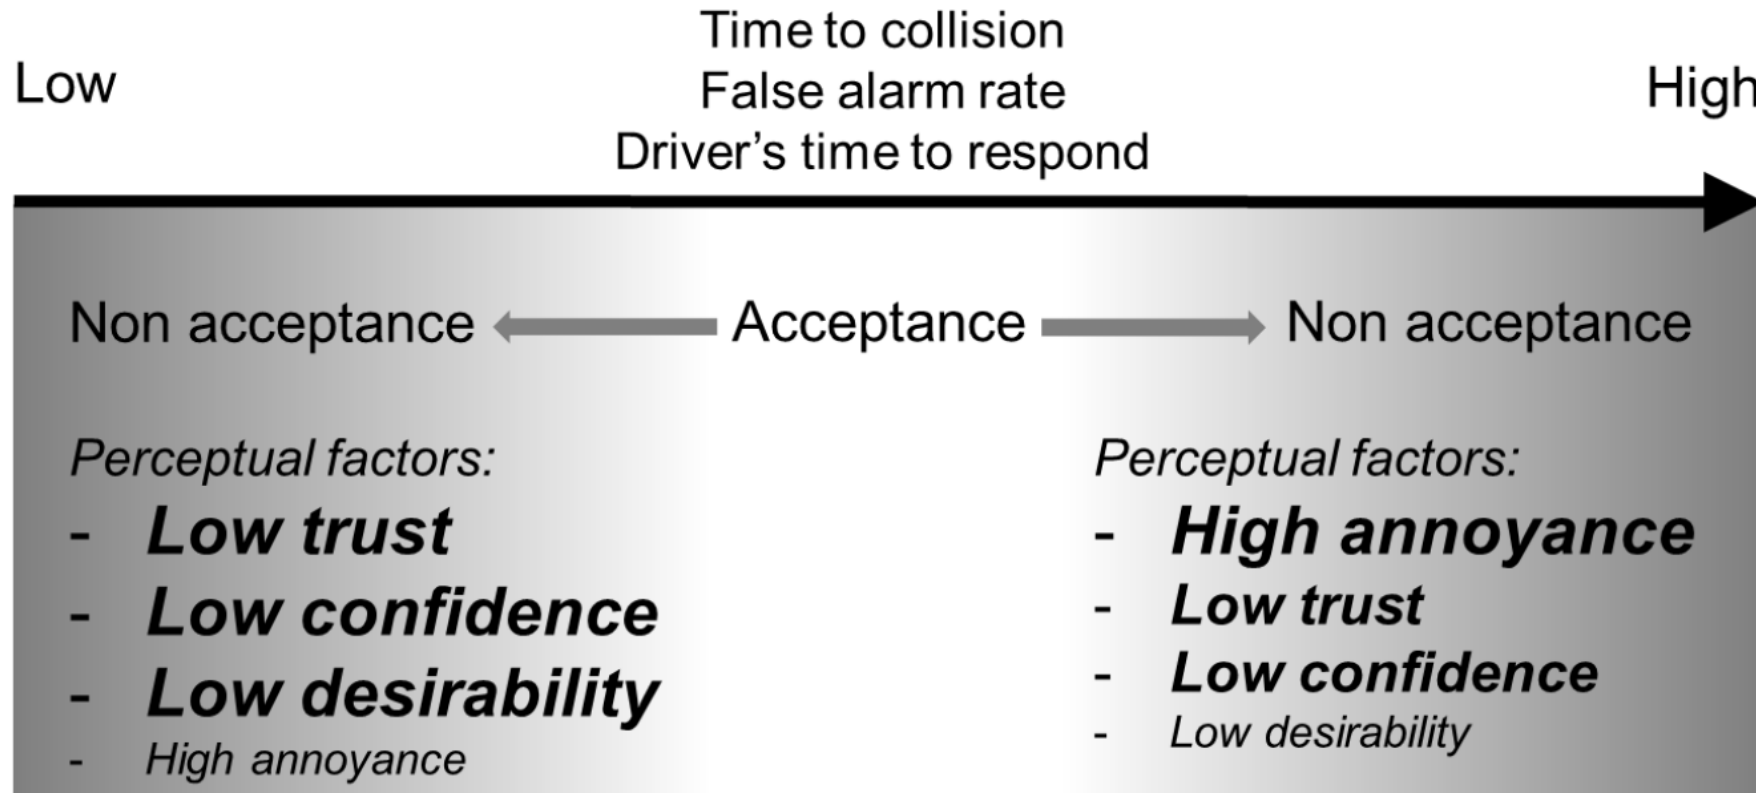 Time to collision
Low
False alarm rate
High
Driver's time to respond
Non acceptance
Acceptance
Non acceptance
Perceptual factors:
- Low trust
- Low confidence
- Low desirability
- High annoyance
Perceptual factors:
- High annoyance
- Low trust
- Low confidence
- Low desirability